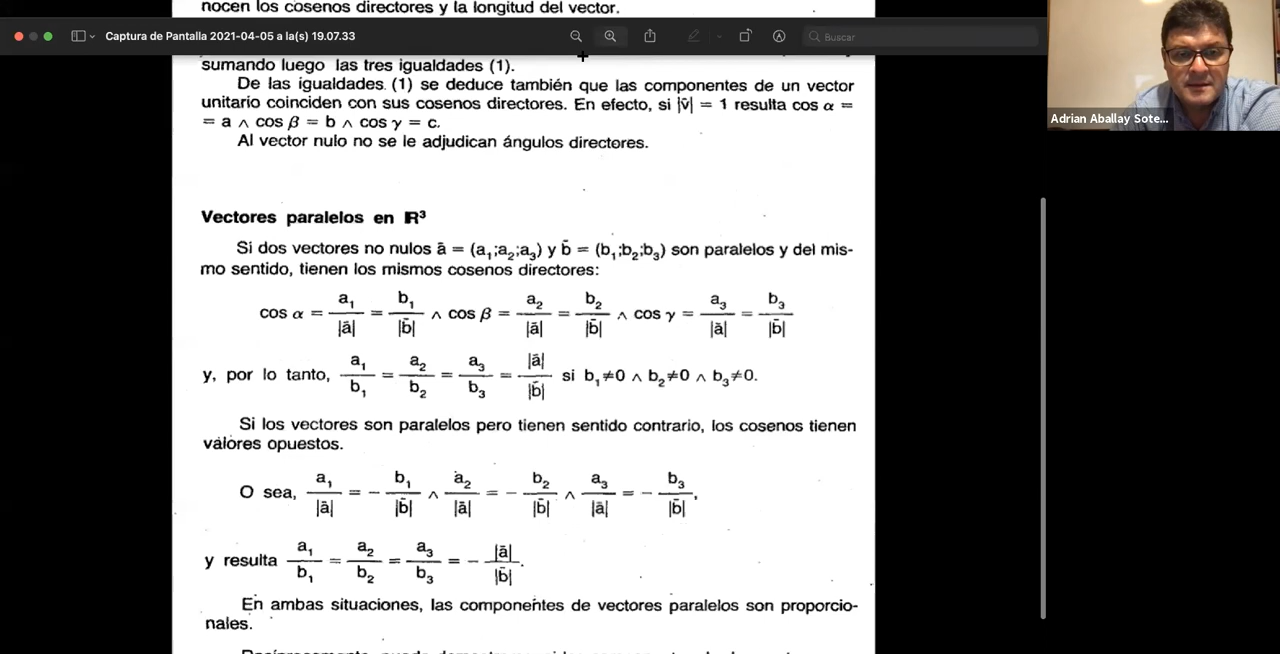 nocen los cosenos directores y la longitud del vector.
Captura de Pantalla 2021-04-05 a la(s) 19.07.33
Buscar
sumando luego las tres igualdades (1).
De las igualdades (1) se deduce también que las componentes de un vector
unitario coinciden con sus cosenos directores. En efecto, si |v̄| = 1 resulta cos α =
= a ∧ cos β = b ∧ cos γ = c.
Al vector nulo no se le adjudican ángulos directores.
Adrian Aballay Sote...
Vectores paralelos en R³
Si dos vectores no nulos ā = (a₁;a₂;a₃) y b̄ = (b₁;b₂;b₃) son paralelos y del mis-
mo sentido, tienen los mismos cosenos directores:
cos α = a₁/|ā| = b₁/|b̄| ∧ cos β = a₂/|ā| = b₂/|b̄| ∧ cos γ = a₃/|ā| = b₃/|b̄|
y, por lo tanto, a₁/b₁ = a₂/b₂ = a₃/b₃ = |ā|/|b̄| si b₁≠0 ∧ b₂≠0 ∧ b₃≠0.
Si los vectores son paralelos pero tienen sentido contrario, los cosenos tienen
valores opuestos.
O sea, a₁/|ā| = − b₁/|b̄| ∧ a₂/|ā| = − b₂/|b̄| ∧ a₃/|ā| = − b₃/|b̄|,
y resulta a₁/b₁ = a₂/b₂ = a₃/b₃ = − |ā|/|b̄|.
En ambas situaciones, las componentes de vectores paralelos son proporcio-
nales.